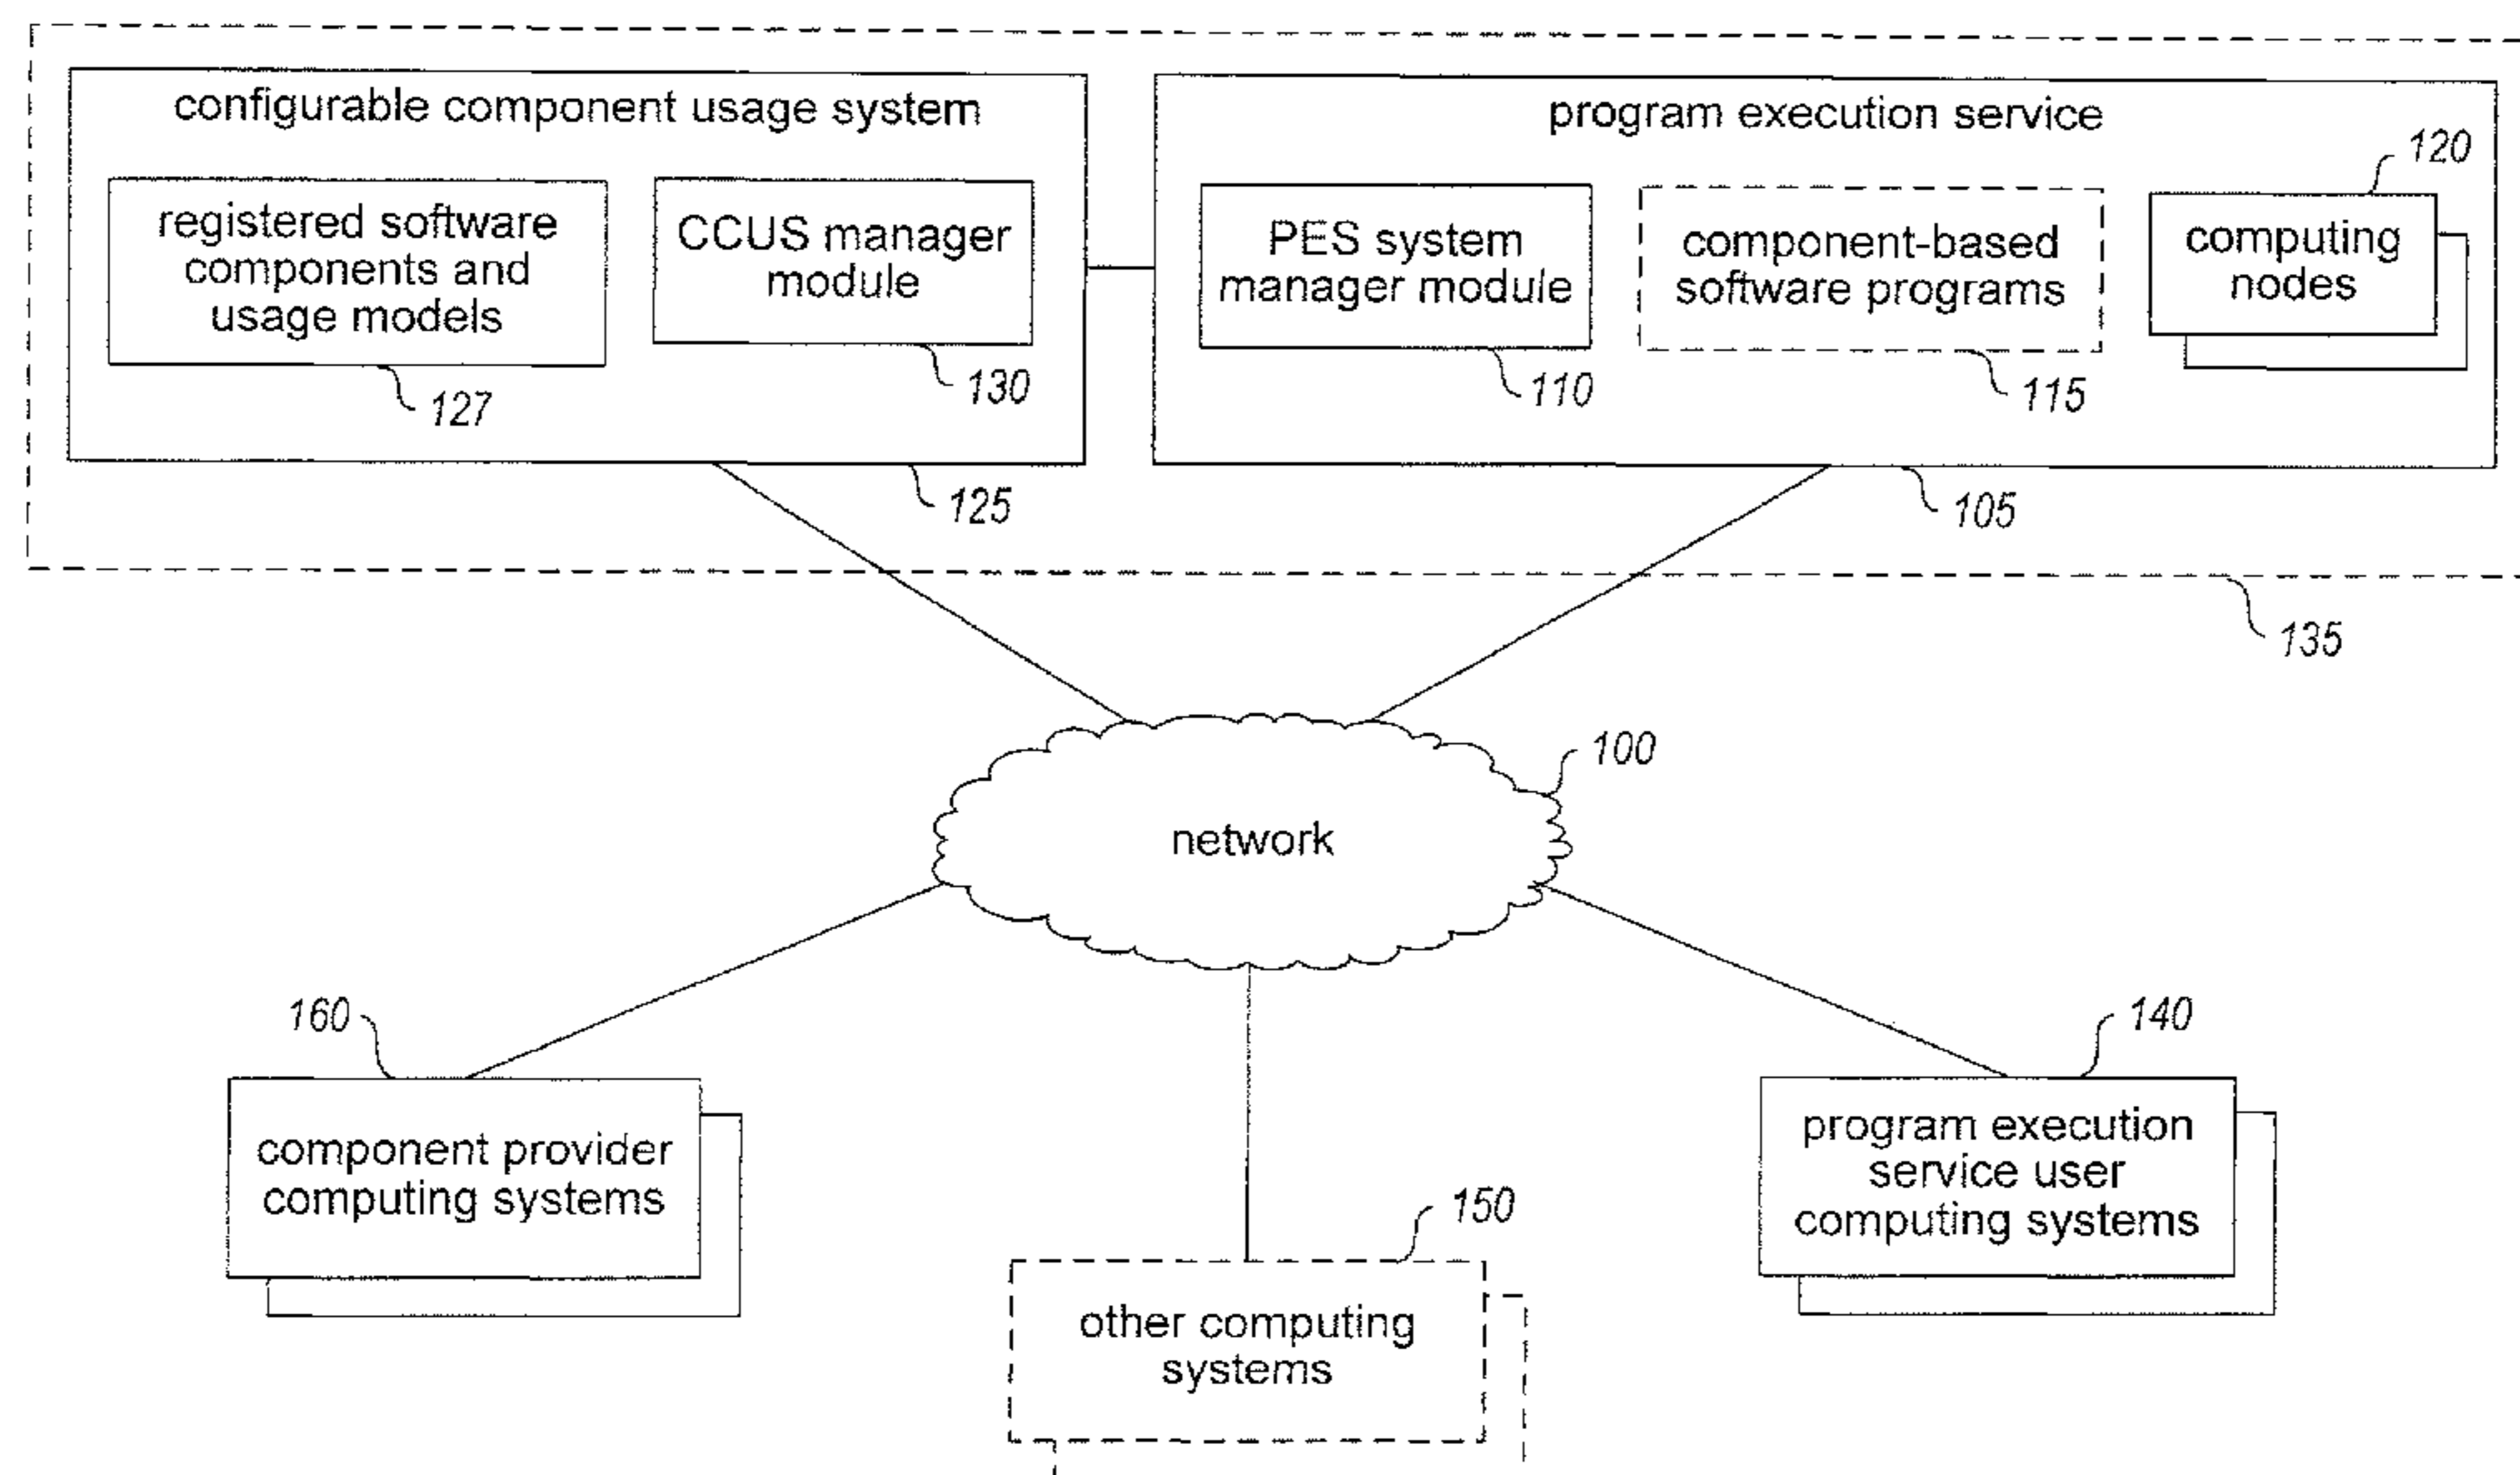 configurable component usage system
registered software
components and
usage models
127
CCUS manager
module
130
125
program execution service
PES system
manager module
110
component-based
software programs
115
computing
nodes
120
105
135
network
100
160
component provider
computing systems
150
other computing
systems
140
program execution
service user
computing systems